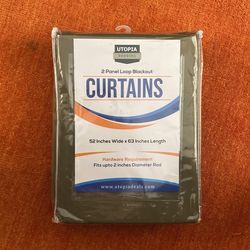 UTOPIA
2 Panel Loop Blackout
CURTAINS
52 Inches Wide x 63 Inches Length
Hardware Requirement
Fits upto 2 inches Diameter Rod
www.utopiadeals.com